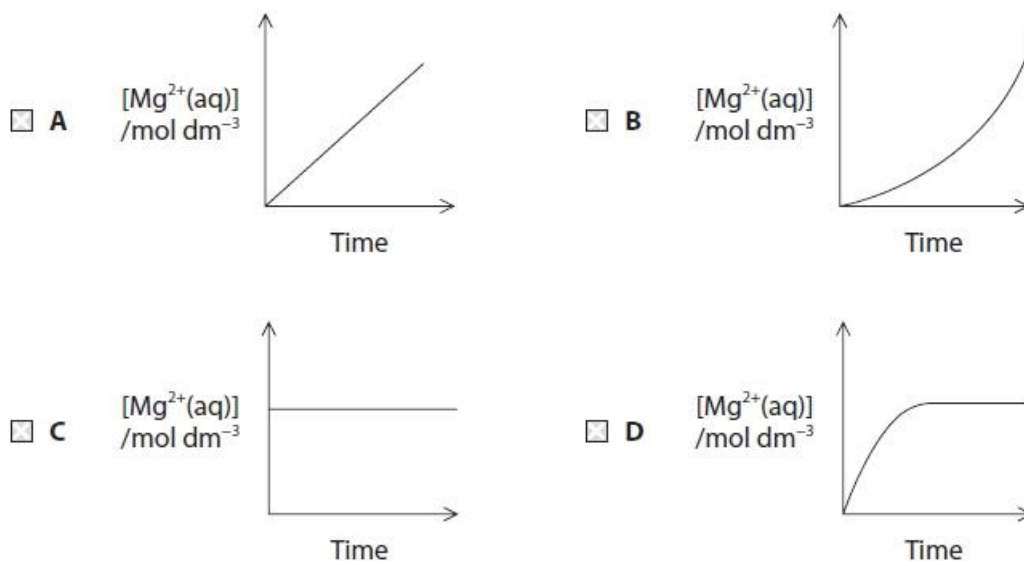 A [Mg²⁺(aq)]
/mol dm⁻³
Time
B [Mg²⁺(aq)]
/mol dm⁻³
Time
C [Mg²⁺(aq)]
/mol dm⁻³
Time
D [Mg²⁺(aq)]
/mol dm⁻³
Time